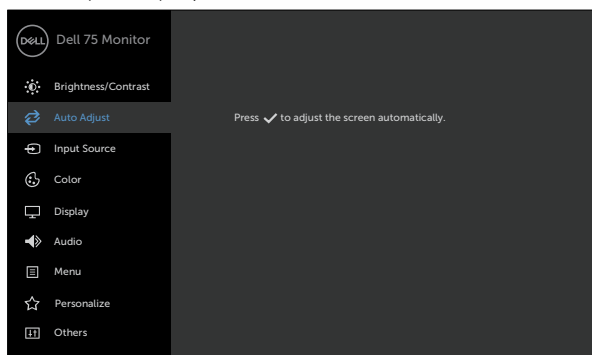 DELL
Dell 75 Monitor
Brightness/Contrast
Auto Adjust
Press ✓ to adjust the screen automatically.
Input Source
Color
Display
Audio
Menu
Personalize
Others